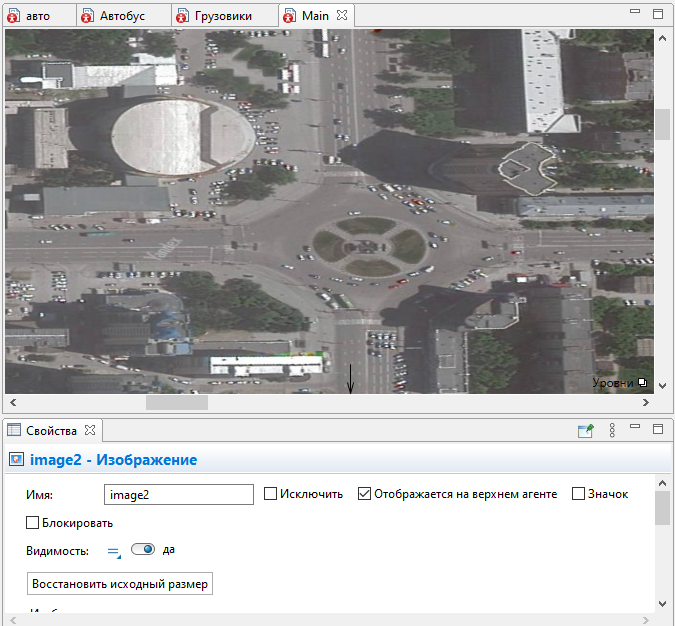 авто Автобус Грузовики Main
Yandex
Уровни
Свойства
image2 - Изображение
Имя: image2 Исключить Отображается на верхнем агенте Значок
Блокировать
Видимость: да
Восстановить исходный размер